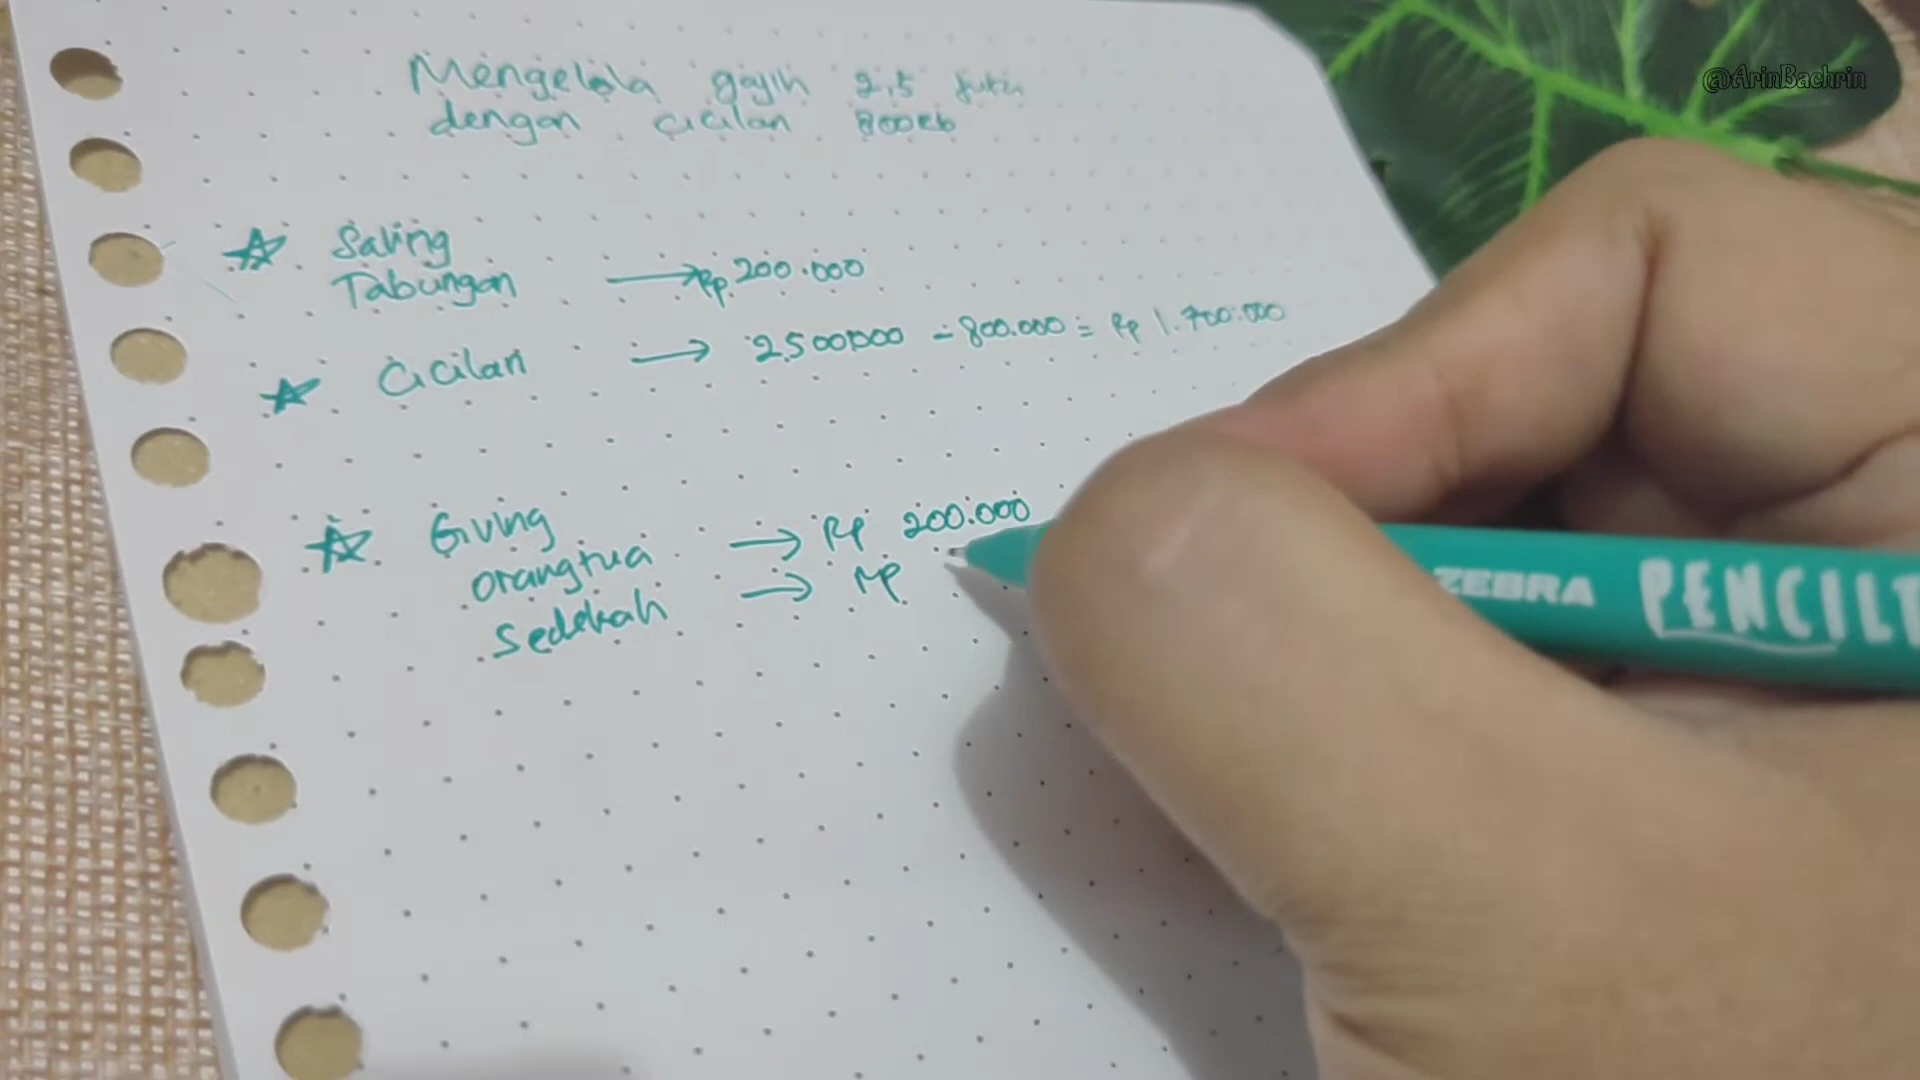 @ArinBachrin
Mengelola gajih 2,5 juta
dengan cicilan 800rb
Saving
Tabungan → Rp 200.000
Cicilan → 2.500.000 - 800.000 = Rp 1.700.000
Giving
Orangtua → Rp 200.000
Sedekah → Rp
ZEBRA PENCILT